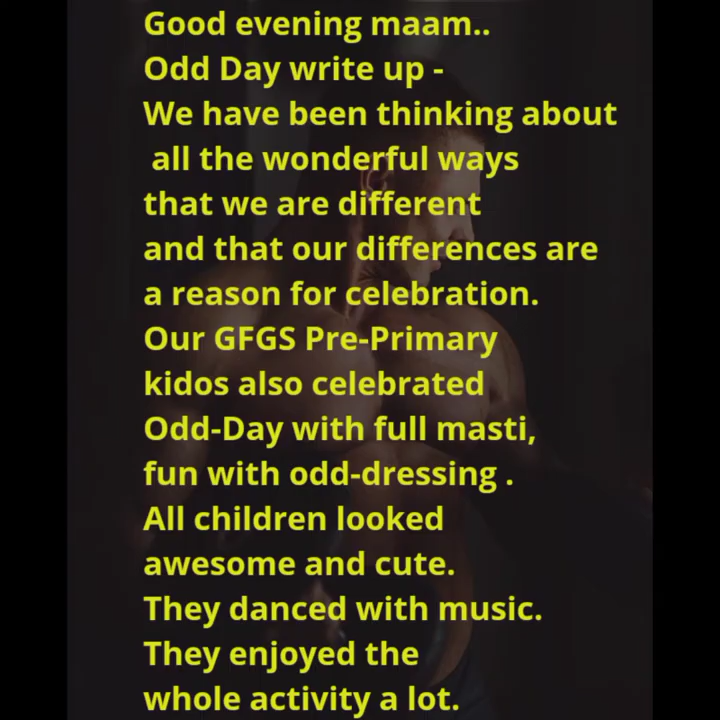 Good evening maam..
Odd Day write up -
We have been thinking about
all the wonderful ways
that we are different
and that our differences are
a reason for celebration.
Our GFGS Pre-Primary
kidos also celebrated
Odd-Day with full masti,
fun with odd-dressing .
All children looked
awesome and cute.
They danced with music.
They enjoyed the
whole activity a lot.